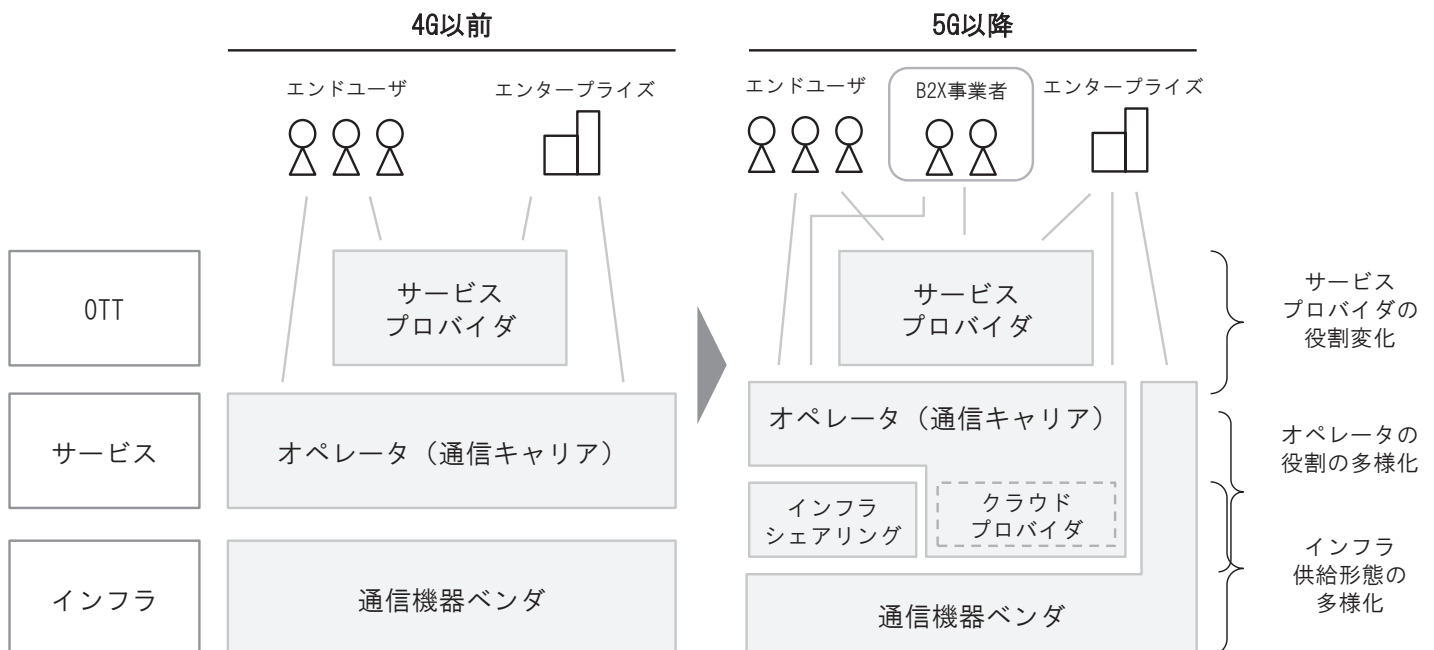 4G以前
5G以降
エンドユーザ
エンタープライズ
エンドユーザ
B2X事業者
エンタープライズ
OTT
サービス
プロバイダ
サービス
プロバイダ
サービス
プロバイダの
役割変化
サービス
オペレータ（通信キャリア）
オペレータ（通信キャリア）
インフラ
シェアリング
クラウド
プロバイダ
オペレータの
役割の多様化
インフラ
通信機器ベンダ
通信機器ベンダ
インフラ
供給形態の
多様化